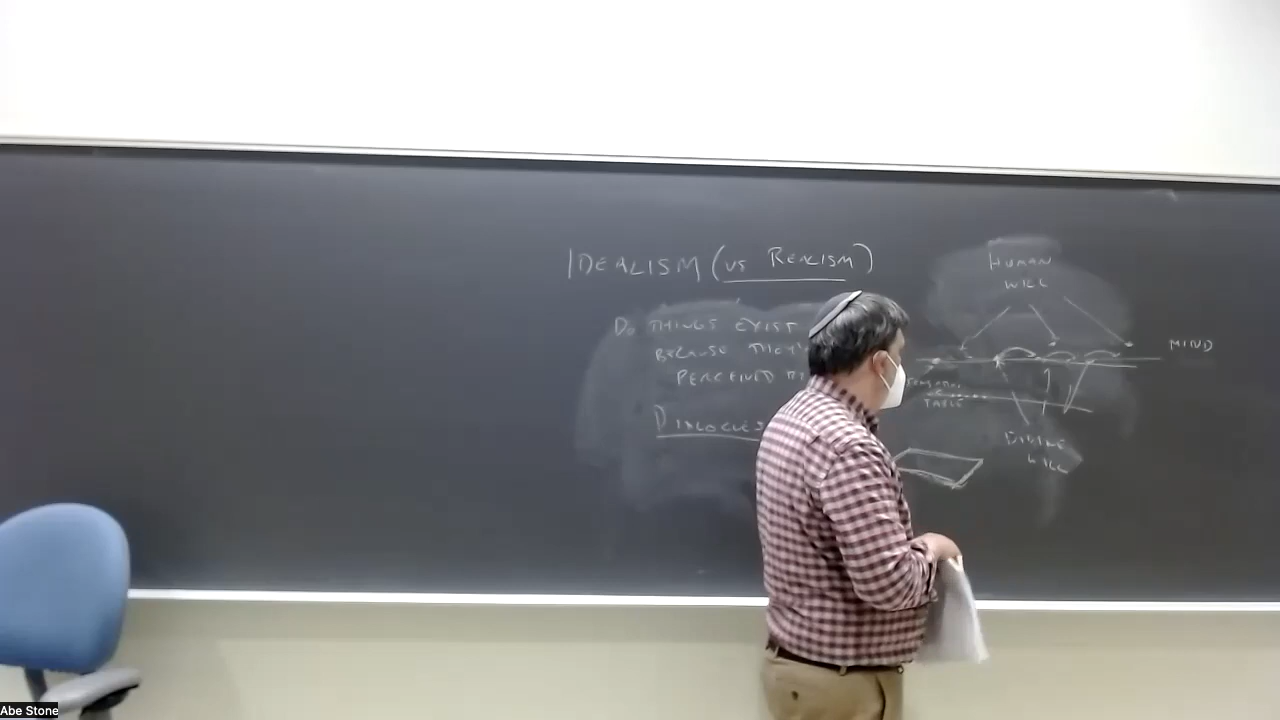 IDEALISM (VS REALISM)
DO THINGS EXIST
BECAUSE THEY'
PERCEIVED
DIALOGUES
HUMAN
WILL
MIND
TABLE
DIVINE
WILL
Abe Stone